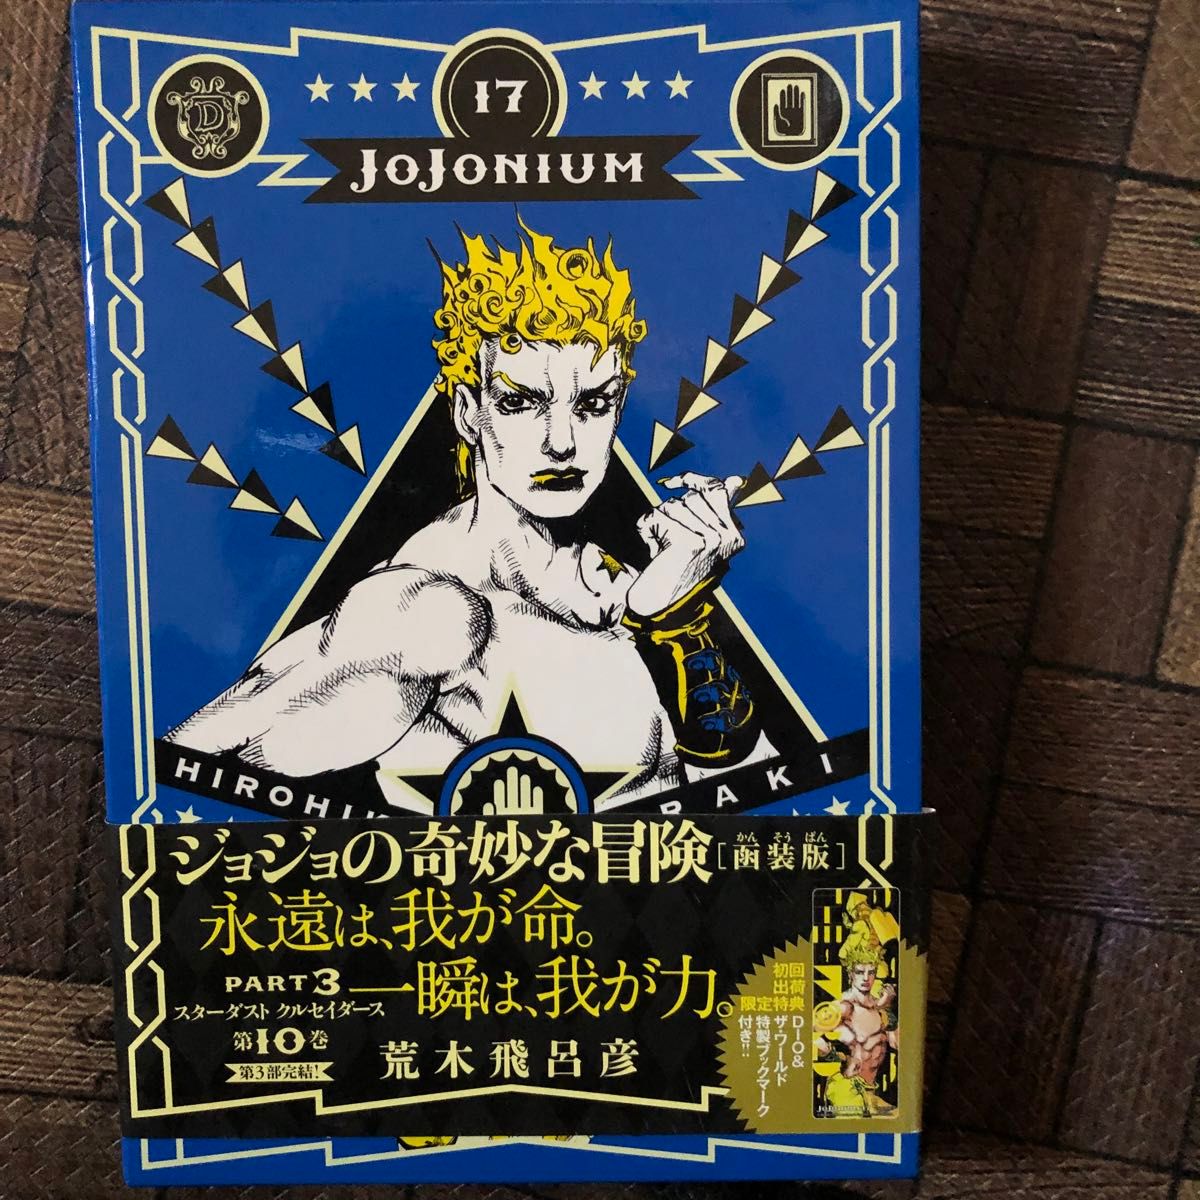 17
D
JOJONIUM
HIROHIK
RAKI
ジョジョの奇妙な冒険[函装版]
かん そう ばん
永遠は、我が命。
一瞬は、我が力。
PART3
スターダスト クルセイダース
第10巻
第3部完結!
荒木飛呂彦
初回
出荷
限定特典
DIO&
ザ・ワールド
特製ブックマーク
付き!!
JOJONIUM